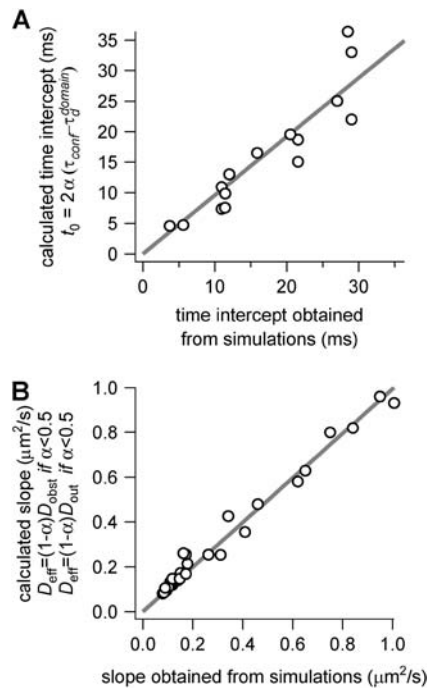 A
calculated time intercept (ms)
t₀ = 2α (τconf-τd^domain)
35
30
25
20
15
10
5
0
0 10 20 30
time intercept obtained
from simulations (ms)
B
calculated slope (μm²/s)
Deff=(1-α)Dobst if α<0.5
Deff=(1-α)Dout if α<0.5
1.0
0.8
0.6
0.4
0.2
0.0
0.0 0.2 0.4 0.6 0.8 1.0
slope obtained from simulations (μm²/s)